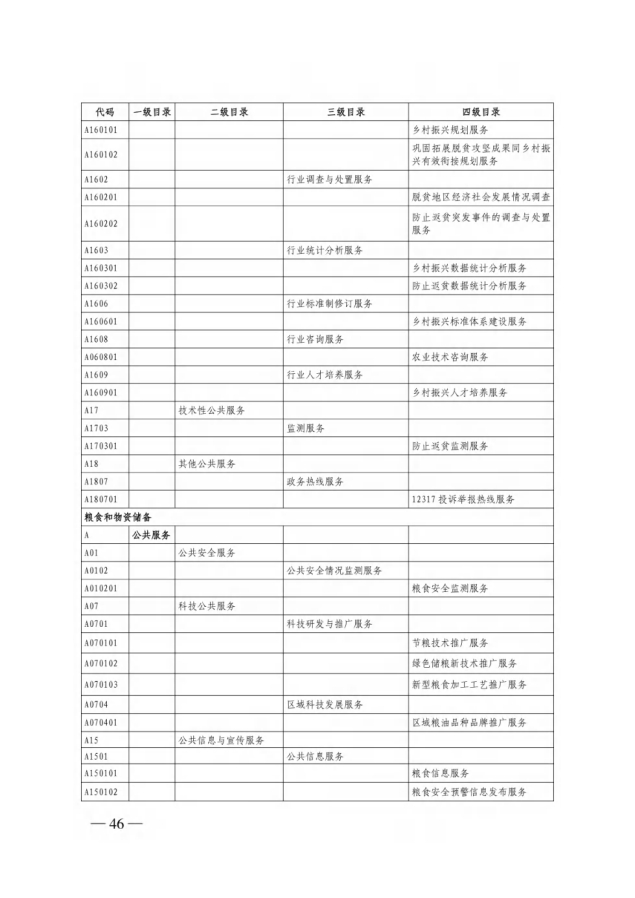 代码 一级目录 二级目录 三级目录 四级目录
A160101 乡村振兴规划服务
A160102 巩固拓展脱贫攻坚成果同乡村振
兴有效衔接规划服务
A1602 行业调查与处置服务
A160201 脱贫地区经济社会发展情况调查
A160202 防止返贫突发事件的调查与处置
服务
A1603 行业统计分析服务
A160301 乡村振兴数据统计分析服务
A160302 防止返贫数据统计分析服务
A1606 行业标准制修订服务
A160601 乡村振兴标准体系建设服务
A1608 行业咨询服务
A060801 农业技术咨询服务
A1609 行业人才培养服务
A160901 乡村振兴人才培养服务
A17 技术性公共服务
A1703 监测服务
A170301 防止返贫监测服务
A18 其他公共服务
A1807 政务热线服务
A180701 12317 投诉举报热线服务
粮食和物资储备
A 公共服务
A01 公共安全服务
A0102 公共安全情况监测服务
A010201 粮食安全监测服务
A07 科技公共服务
A0701 科技研发与推广服务
A070101 节粮技术推广服务
A070102 绿色储粮新技术推广服务
A070103 新型粮食加工工艺推广服务
A0704 区域科技发展服务
A070401 区域粮油品种品牌推广服务
A15 公共信息与宣传服务
A1501 公共信息服务
A150101 粮食信息服务
A150102 粮食安全预警信息发布服务
— 46 —